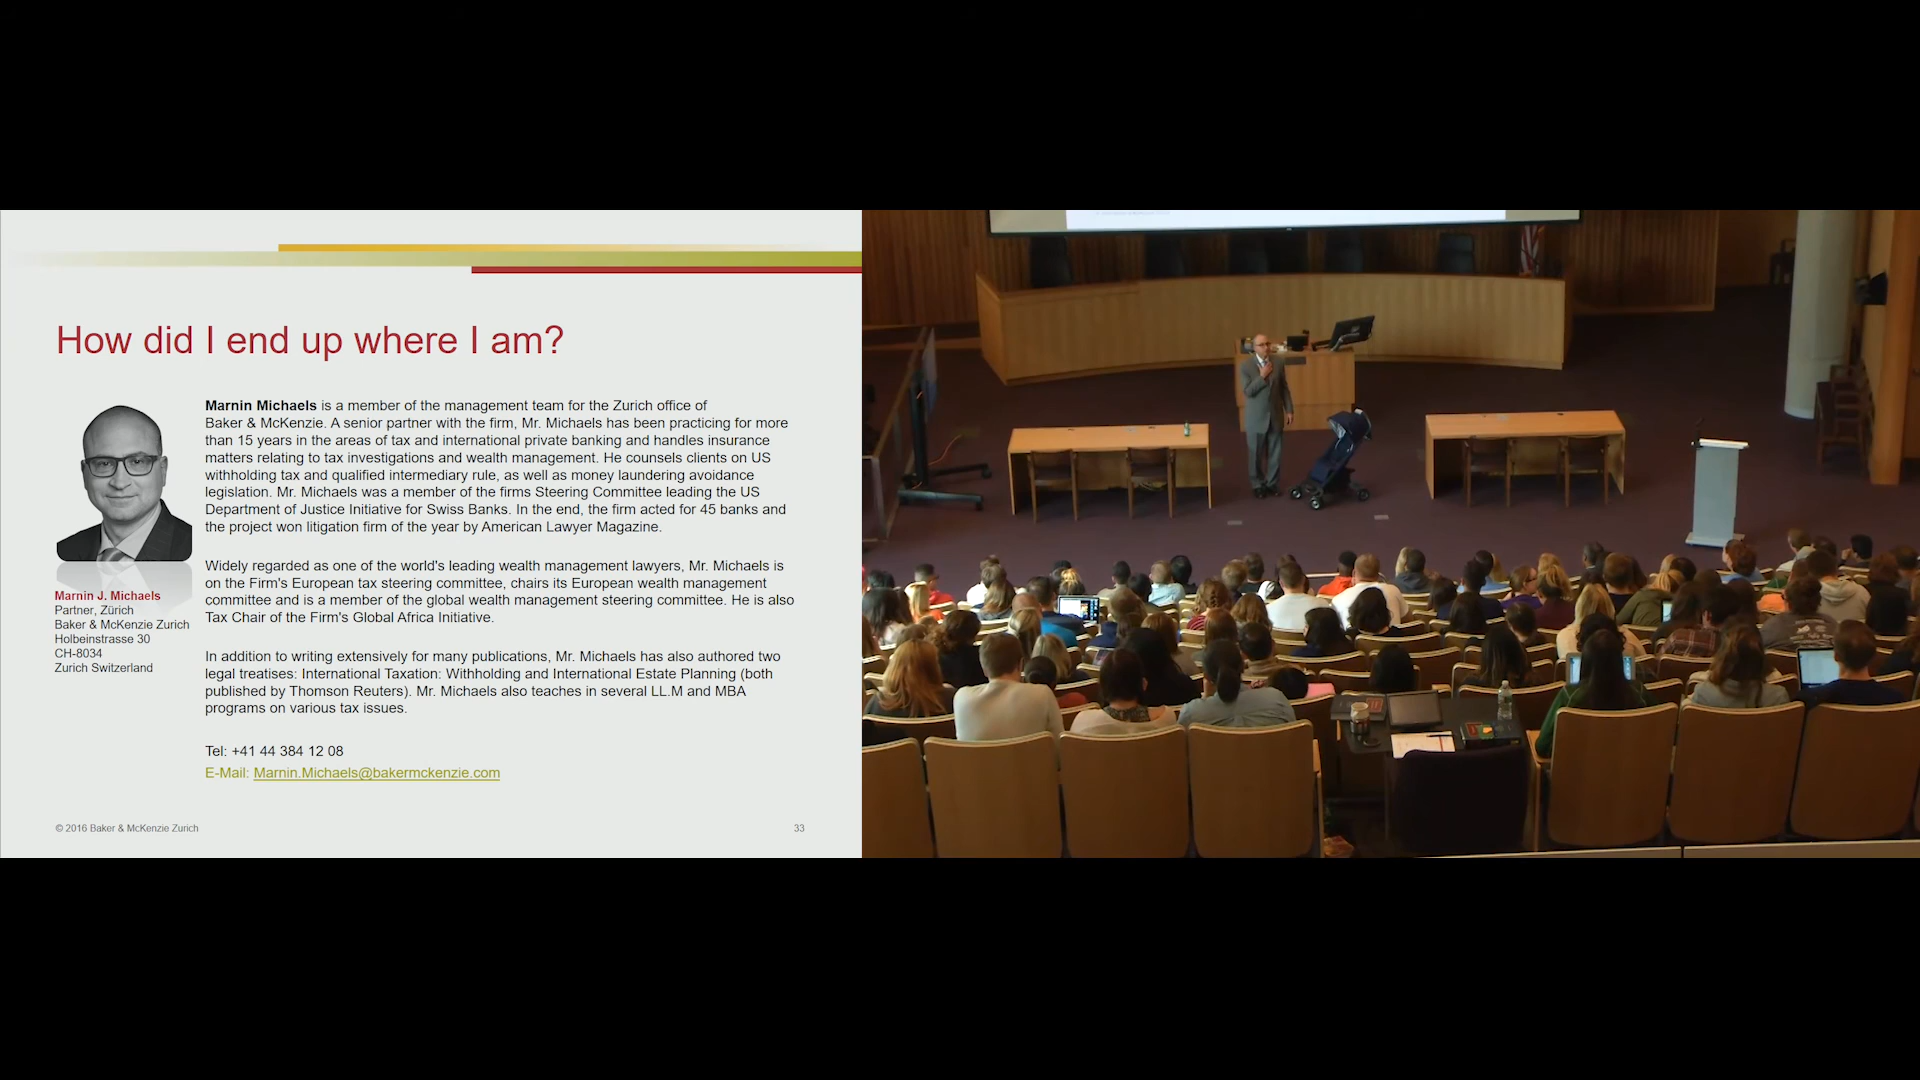 How did I end up where I am?
Marnin Michaels is a member of the management team for the Zurich office of
Baker & McKenzie. A senior partner with the firm, Mr. Michaels has been practicing for more
than 15 years in the areas of tax and international private banking and handles insurance
matters relating to tax investigations and wealth management. He counsels clients on US
withholding tax and qualified intermediary rule, as well as money laundering avoidance
legislation. Mr. Michaels was a member of the firms Steering Committee leading the US
Department of Justice Initiative for Swiss Banks. In the end, the firm acted for 45 banks and
the project won litigation firm of the year by American Lawyer Magazine.
Widely regarded as one of the world's leading wealth management lawyers, Mr. Michaels is
on the Firm's European tax steering committee, chairs its European wealth management
committee and is a member of the global wealth management steering committee. He is also
Tax Chair of the Firm's Global Africa Initiative.
In addition to writing extensively for many publications, Mr. Michaels has also authored two
legal treatises: International Taxation: Withholding and International Estate Planning (both
published by Thomson Reuters). Mr. Michaels also teaches in several LL.M and MBA
programs on various tax issues.
Tel: +41 44 384 12 08
E-Mail: Marnin.Michaels@bakermckenzie.com
Marnin J. Michaels
Partner, Zürich
Baker & McKenzie Zurich
Holbeinstrasse 30
CH-8034
Zurich Switzerland
© 2016 Baker & McKenzie Zurich
33